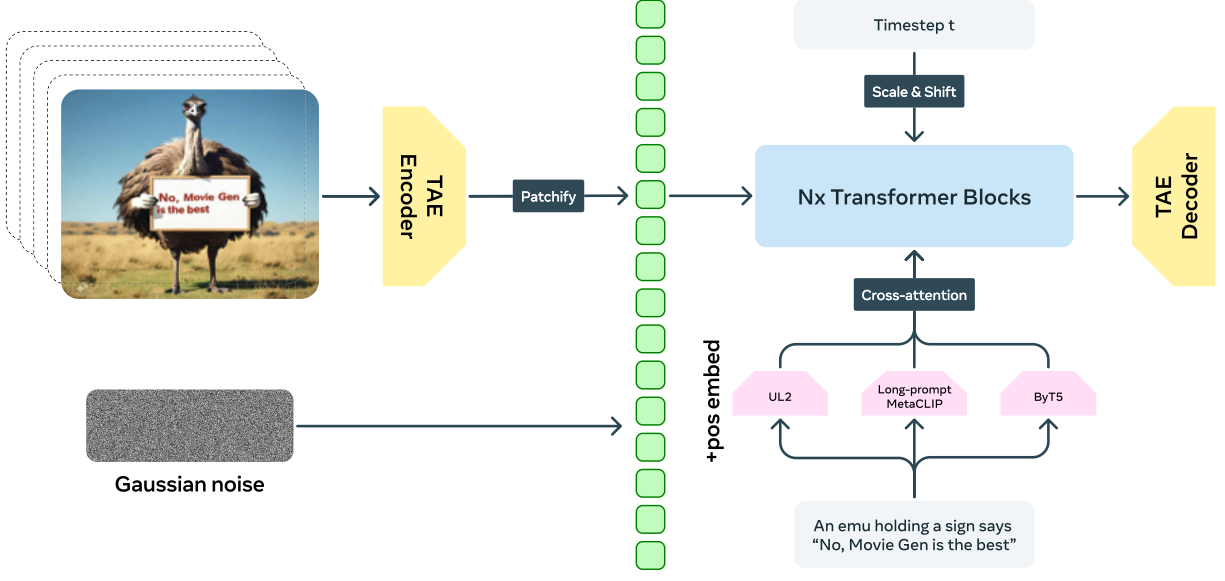 No, Movie Gen
is the best
TAE
Encoder
Patchify
Gaussian noise
Timestep t
Scale & Shift
Nx Transformer Blocks
TAE
Decoder
Cross-attention
+pos embed
UL2
Long-prompt
MetaCLIP
ByT5
An emu holding a sign says
“No, Movie Gen is the best”